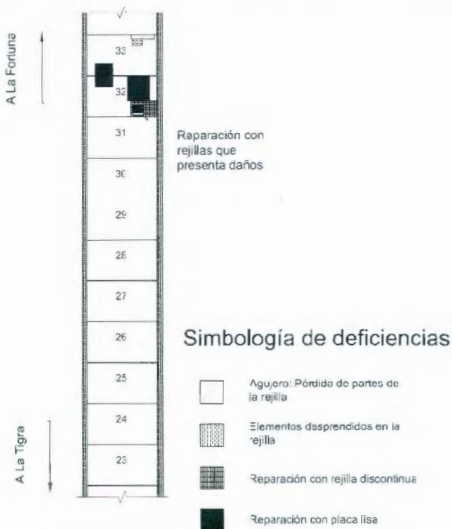 A La Fortuna
33
32
31
30
29
28
27
26
25
24
23
A La Tigra
Reparación con
rejillas que
presenta daños
Simbología de deficiencias
Agujero: Pérdida de partes de
la rejilla
Elementos desprendidos en la
rejilla
Reparación con rejilla discontinua
Reparación con placa lisa